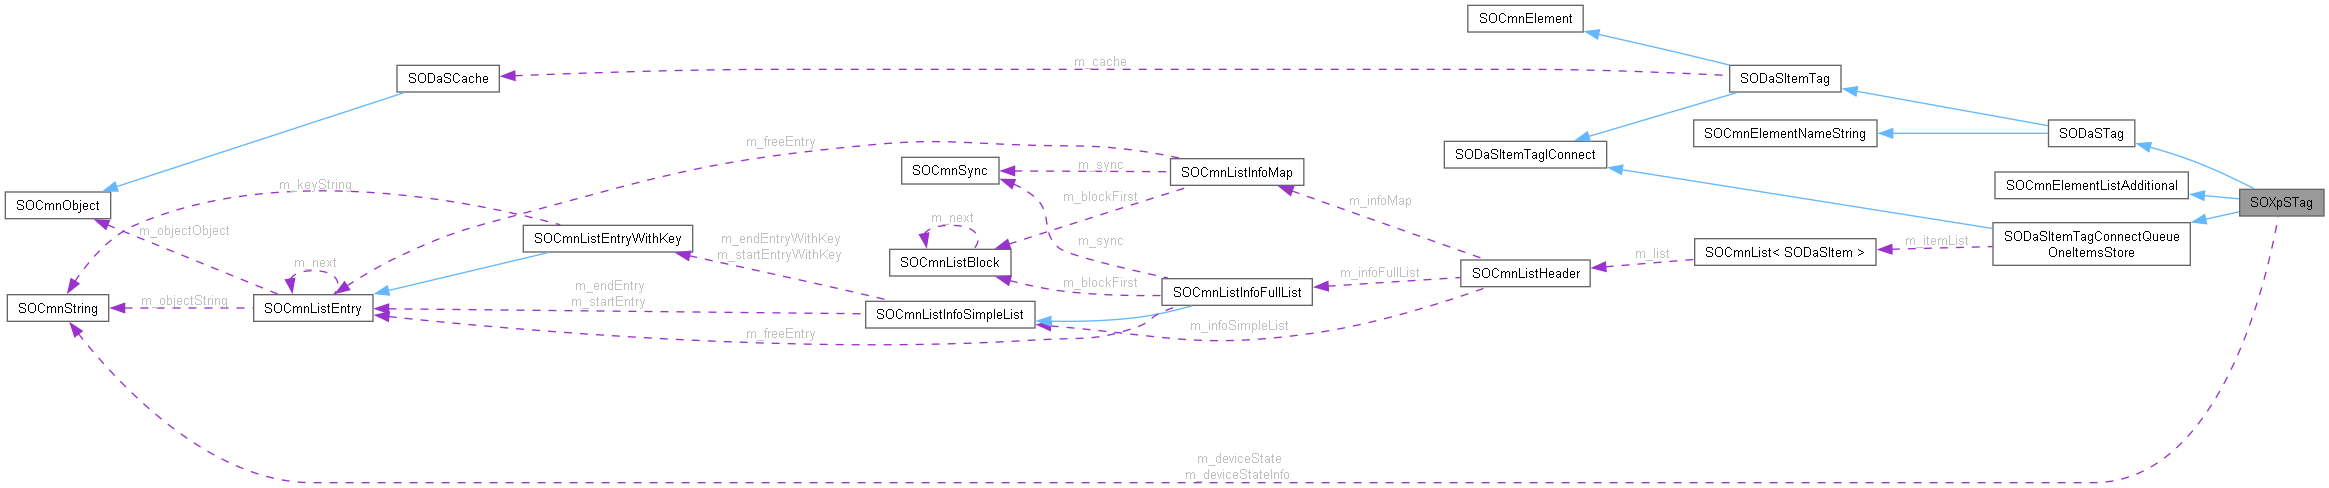 SOCmnElement
m_cache
SODaSCache
SODaSItemTag
SOCmnElementNameString
SODaSTag
m_freeEntry
SODaSItemTagIConnect
SOCmnSync
m_sync
SOCmnListInfoMap
m_keyString
SOCmnElementListAdditional
m_blockFirst
m_infoMap
SOCmnObject
SOXpSTag
m_next
m_objectObject
SOCmnListEntryWithKey
m_endEntryWithKey
m_startEntryWithKey
m_sync
SODaSItemTagConnectQueue
OneItemsStore
m_itemList
SOCmnList< SODaSItem >
m_list
m_next
SOCmnListBlock
SOCmnListHeader
m_infoFullList
m_blockFirst
SOCmnListInfoFullList
m_endEntry
m_startEntry
m_objectString
SOCmnString
SOCmnListEntry
SOCmnListInfoSimpleList
m_infoSimpleList
m_freeEntry
m_deviceState
m_deviceStateInfo